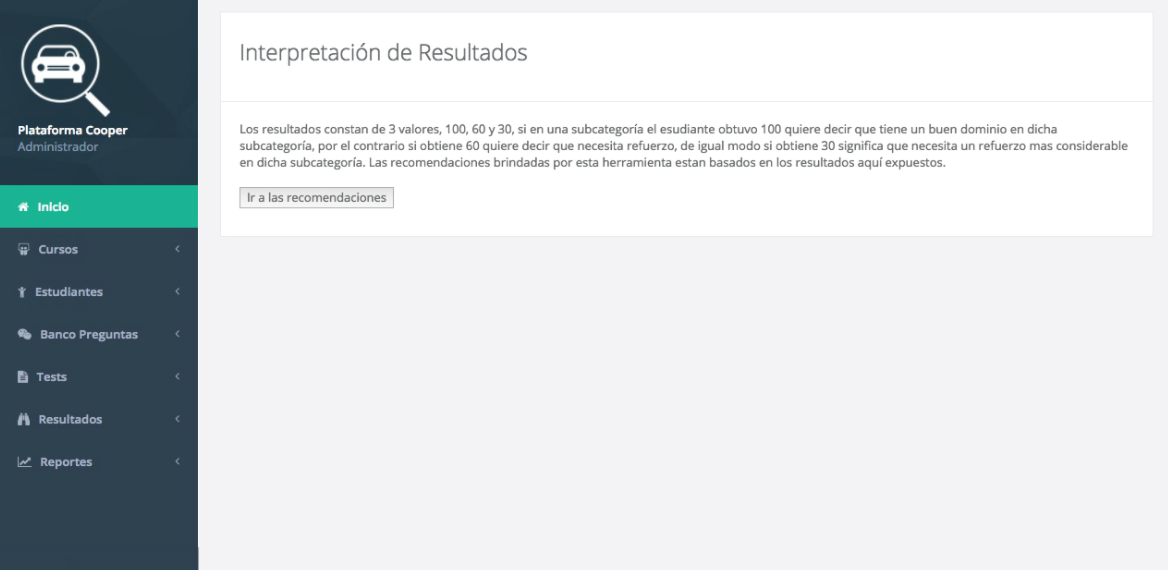 Plataforma Cooper
Administrador
Inicio
Cursos
Estudiantes
Banco Preguntas
Tests
Resultados
Reportes
Interpretación de Resultados
Los resultados constan de 3 valores, 100, 60 y 30, si en una subcategoría el esudiante obtuvo 100 quiere decir que tiene un buen dominio en dicha
subcategoría, por el contrario si obtiene 60 quiere decir que necesita refuerzo, de igual modo si obtiene 30 significa que necesita un refuerzo mas considerable
en dicha subcategoría. Las recomendaciones brindadas por esta herramienta estan basados en los resultados aquí expuestos.
Ir a las recomendaciones